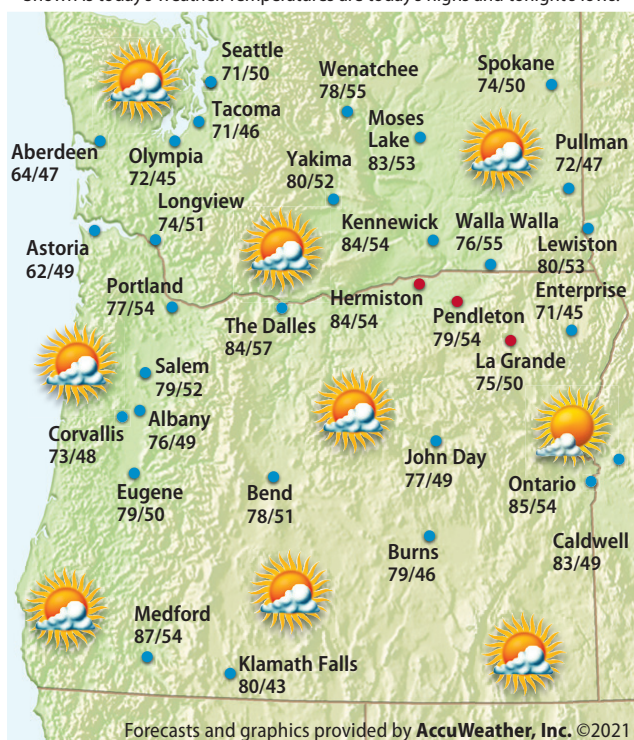 Shown is today's weather. Temperatures are today's highs and tonight's lows.
Seattle
71/50
Wenatchee
78/55
Spokane
74/50
Tacoma
71/46
Moses
Lake
83/53
Pullman
72/47
Aberdeen
64/47
Olympia
72/45
Yakima
80/52
Longview
74/51
Kennewick
84/54
Walla Walla
76/55
Lewiston
80/53
Astoria
62/49
Portland
77/54
The Dalles
84/57
Hermiston
84/54
Pendleton
79/54
Enterprise
71/45
La Grande
75/50
Salem
79/52
Albany
76/49
Corvallis
73/48
Eugene
79/50
Bend
78/51
John Day
77/49
Ontario
85/54
Caldwell
83/49
Burns
79/46
Medford
87/54
Klamath Falls
80/43
Forecasts and graphics provided by AccuWeather, Inc. ©2021